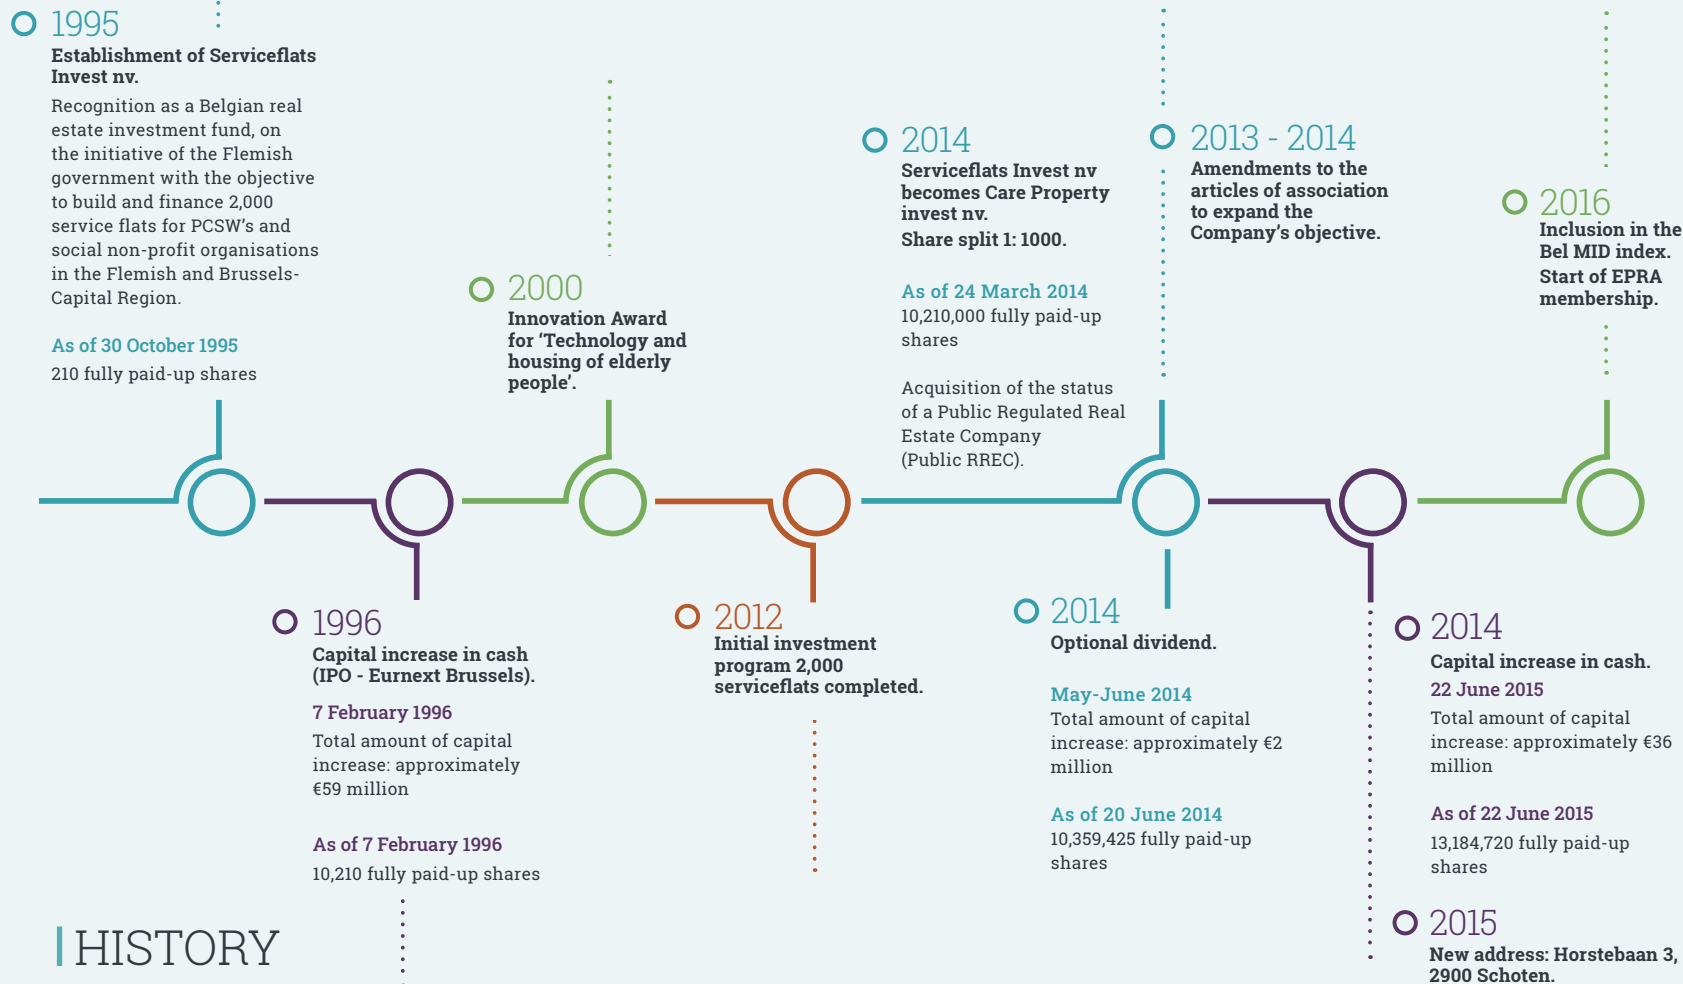 1995
Establishment of Serviceflats
Invest nv.
Recognition as a Belgian real
estate investment fund, on
the initiative of the Flemish
government with the objective
to build and finance 2,000
service flats for PCSW's and
social non-profit organisations
in the Flemish and Brussels-
Capital Region.
As of 30 October 1995
210 fully paid-up shares
1996
Capital increase in cash
(IPO - Eurnext Brussels).
7 February 1996
Total amount of capital
increase: approximately
€59 million
As of 7 February 1996
10,210 fully paid-up shares
2000
Innovation Award
for ‘Technology and
housing of elderly
people’.
2012
Initial investment
program 2,000
serviceflats completed.
2014
Serviceflats Invest nv
becomes Care Property
invest nv.
Share split 1: 1000.
As of 24 March 2014
10,210,000 fully paid-up
shares
Acquisition of the status
of a Public Regulated Real
Estate Company
(Public RREC).
2013 - 2014
Amendments to the
articles of association
to expand the
Company’s objective.
2014
Optional dividend.
May-June 2014
Total amount of capital
increase: approximately €2
million
As of 20 June 2014
10,359,425 fully paid-up
shares
2014
Capital increase in cash.
22 June 2015
Total amount of capital
increase: approximately €36
million
As of 22 June 2015
13,184,720 fully paid-up
shares
2015
New address: Horstebaan 3,
2900 Schoten.
2016
Inclusion in the
Bel MID index.
Start of EPRA
membership.
HISTORY